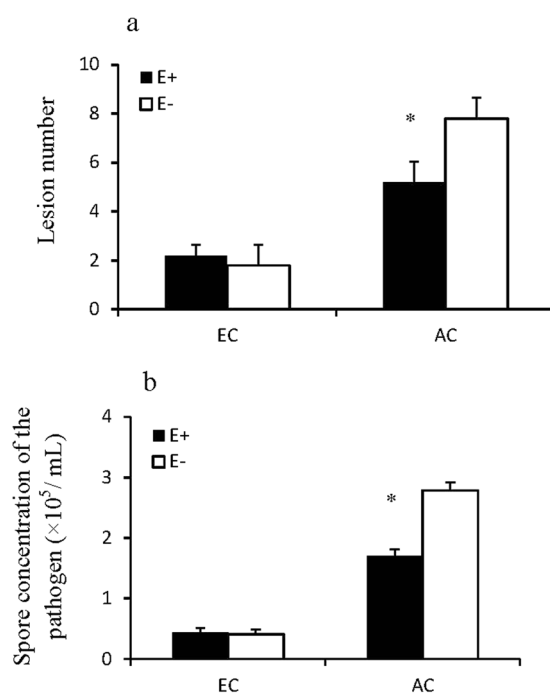 a
10
8
6
4
2
0
Lesion number
E+
E-
*
EC
AC
b
4
3
2
1
0
Spore concentration of the
pathogen (×10⁵/ mL)
E+
E-
*
EC
AC